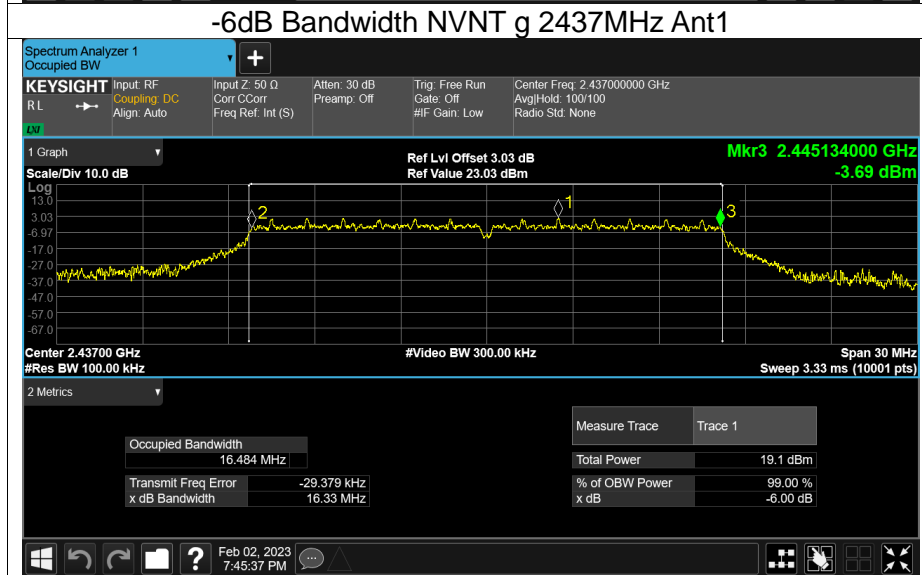 -6dB Bandwidth NVNT g 2437MHz Ant1
Spectrum Analyzer 1
Occupied BW
▼
+
KEYSIGHT Input: RF Input Z: 50 Ω Atten: 30 dB Trig: Free Run Center Freq: 2.437000000 GHz
R L Coupling: DC Corr CCorr Preamp: Off Gate: Off Avg|Hold: 100/100
Align: Auto Freq Ref: Int (S) #IF Gain: Low Radio Std: None
LXI
1 Graph ▼ Ref Lvl Offset 3.03 dB Mkr3 2.445134000 GHz
Scale/Div 10.0 dB Ref Value 23.03 dBm -3.69 dBm
Log
13.0
3.03
-6.97
-17.0
-27.0
-37.0
-47.0
-57.0
-67.0
2
1
3
Center 2.43700 GHz #Video BW 300.00 kHz Span 30 MHz
#Res BW 100.00 kHz Sweep 3.33 ms (10001 pts)
2 Metrics ▼
Measure Trace Trace 1
Occupied Bandwidth
16.484 MHz Total Power 19.1 dBm
Transmit Freq Error -29.379 kHz % of OBW Power 99.00 %
x dB Bandwidth 16.33 MHz x dB -6.00 dB
? Feb 02, 2023
7:45:37 PM